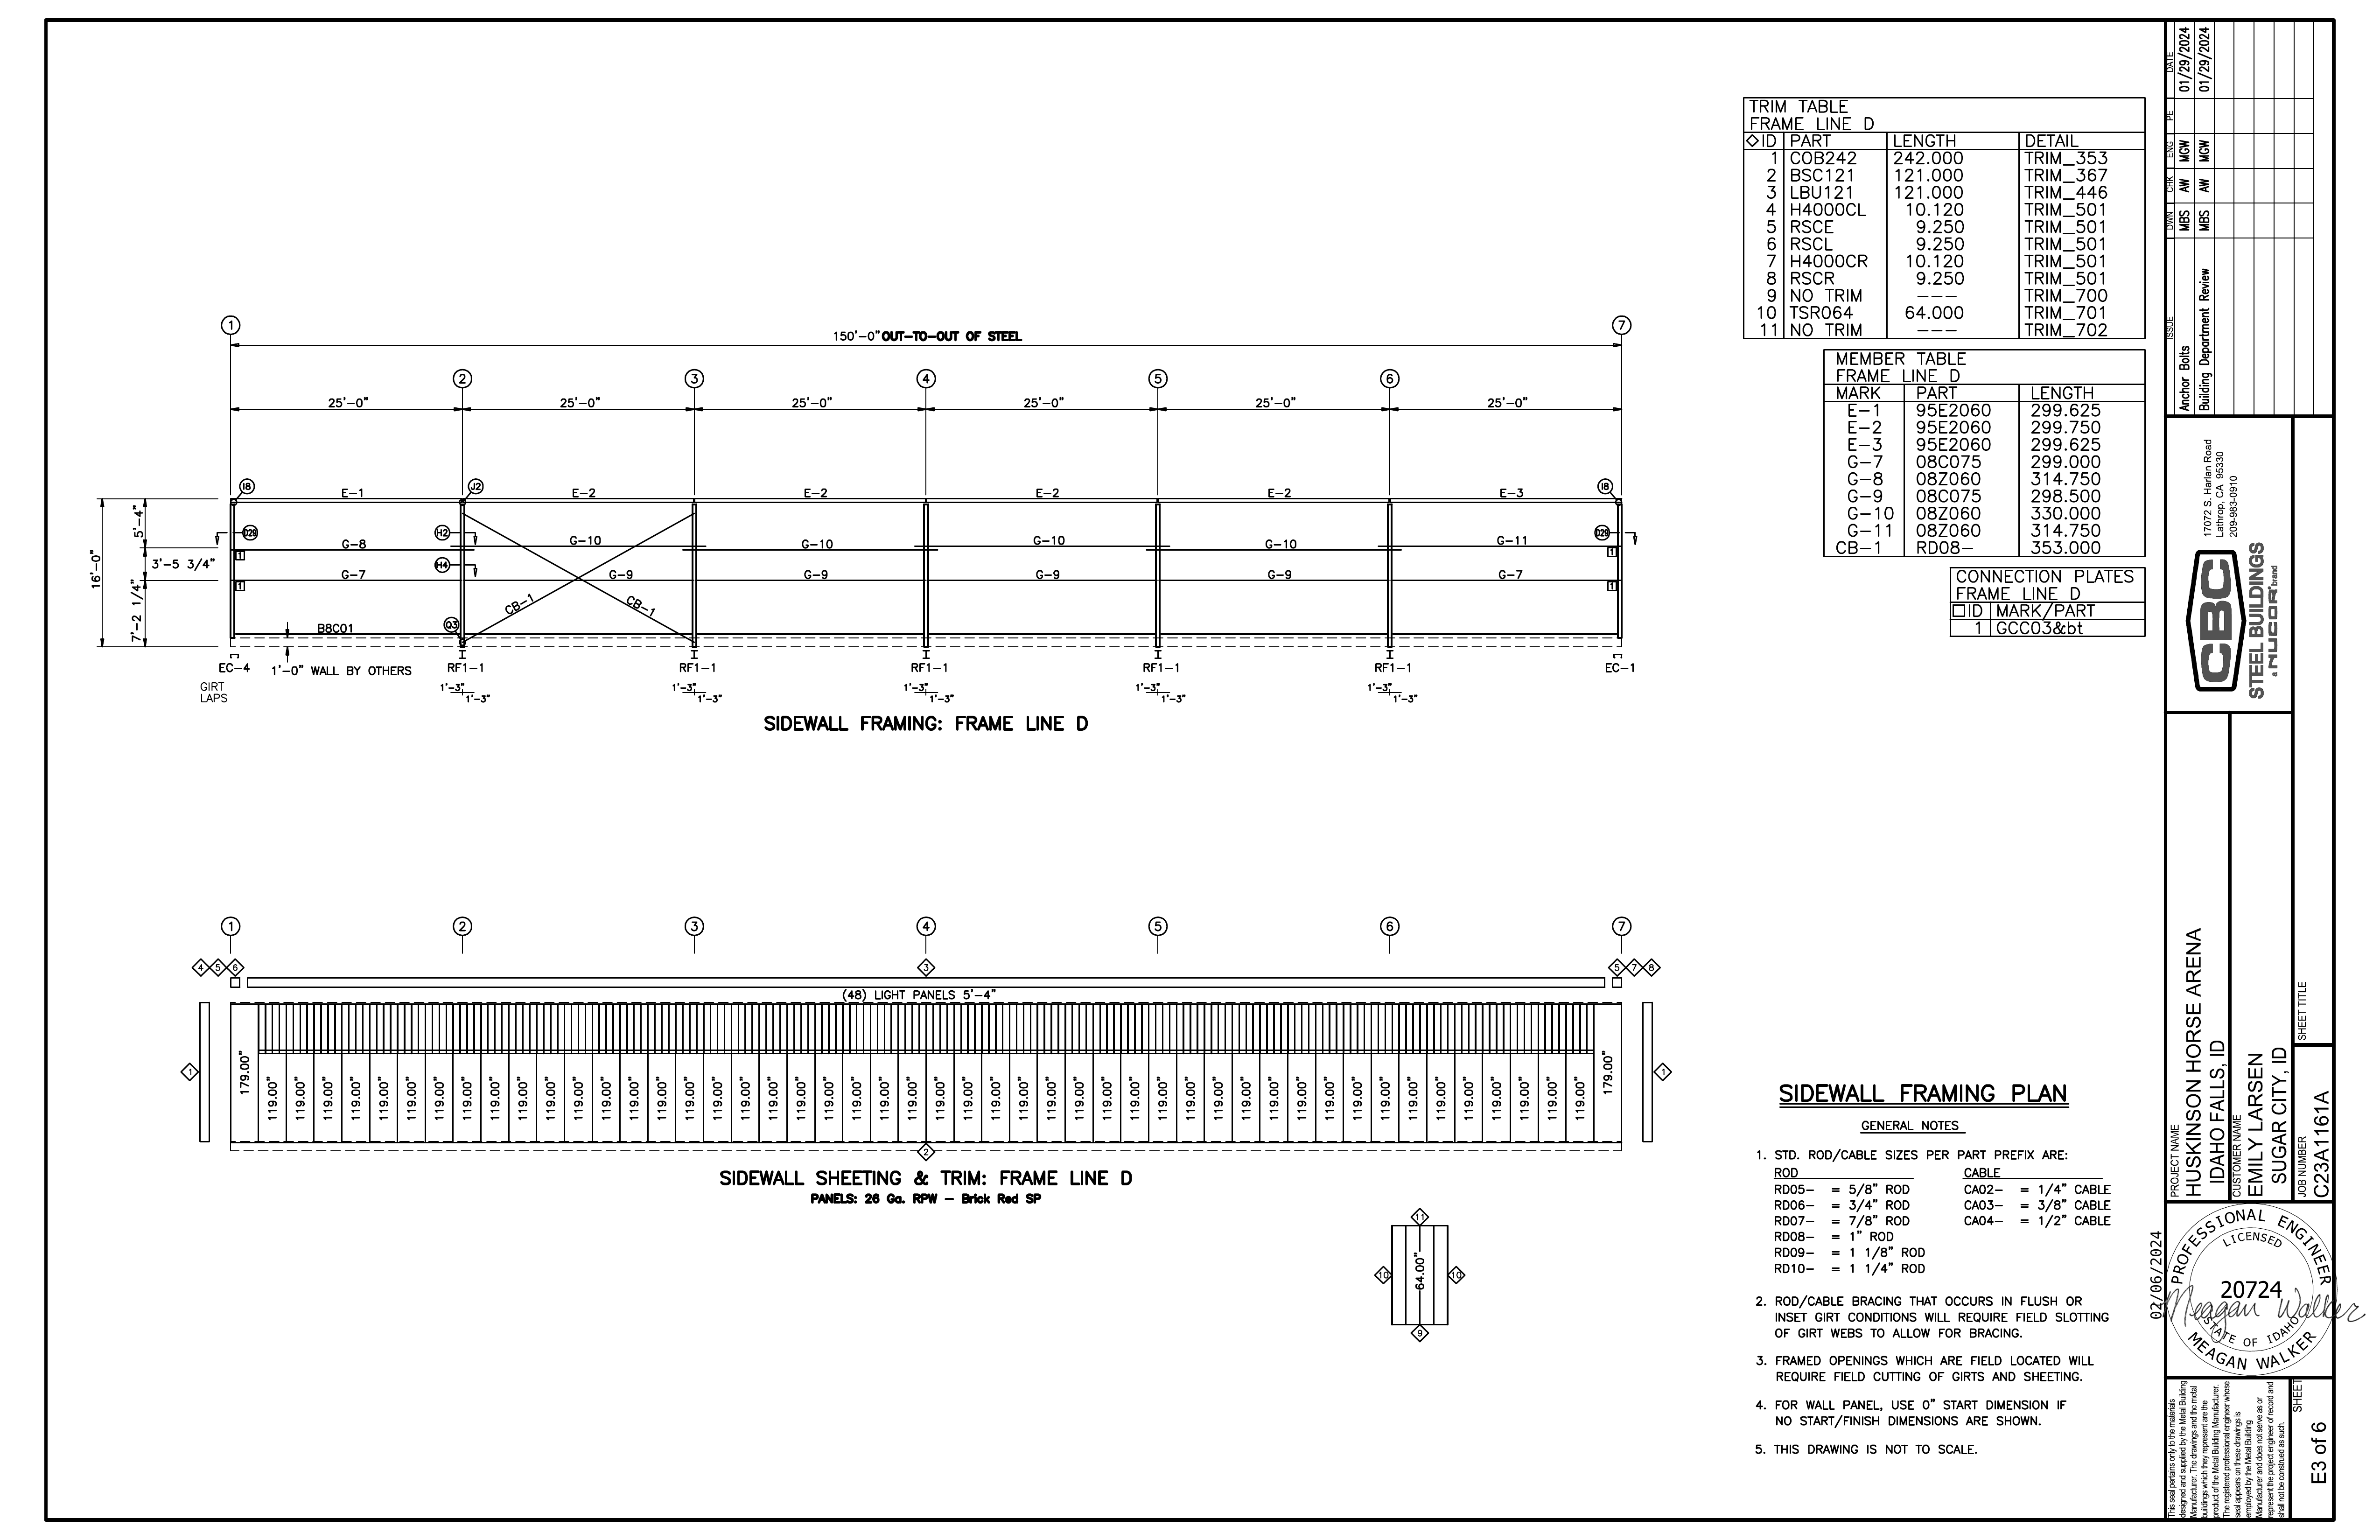 TRIM TABLE
FRAME LINE D
◇ID PART LENGTH DETAIL
1 COB242 242.000 TRIM_353
2 BSC121 121.000 TRIM_367
3 LBU121 121.000 TRIM_446
4 H4000CL 10.120 TRIM_501
5 RSCE 9.250 TRIM_501
6 RSCL 9.250 TRIM_501
7 H4000CR 10.120 TRIM_501
8 RSCR 9.250 TRIM_501
9 NO TRIM --- TRIM_700
10 TSR064 64.000 TRIM_701
11 NO TRIM --- TRIM_702
MEMBER TABLE
FRAME LINE D
MARK PART LENGTH
E-1 95E2060 299.625
E-2 95E2060 299.750
E-3 95E2060 299.625
G-7 08C075 299.000
G-8 08Z060 314.750
G-9 08C075 298.500
G-10 08Z060 330.000
G-11 08Z060 314.750
CB-1 RD08- 353.000
CONNECTION PLATES
FRAME LINE D
□ID MARK/PART
1 GCC03&bt
1 7
150'-0" OUT-TO-OUT OF STEEL
2 3 4 5 6
25'-0" 25'-0" 25'-0" 25'-0" 25'-0" 25'-0"
I8 E-1 J2 E-2 E-2 E-2 E-2 E-3 I8
16'-0" 5'-4" 3'-5 3/4" 7'-2 1/4"
D29 H2 D29
G-8 G-10 G-10 G-10 G-10 G-11
1 H4 1
G-7 G-9 G-9 G-9 G-9 G-7
1 CB-1 CB-1 1
B8C01 Q3
EC-4 RF1-1 RF1-1 RF1-1 RF1-1 RF1-1 EC-1
1'-0" WALL BY OTHERS
GIRT
LAPS
1'-3" 1'-3" 1'-3" 1'-3" 1'-3"
1'-3" 1'-3" 1'-3" 1'-3" 1'-3"
SIDEWALL FRAMING: FRAME LINE D
1 2 3 4 5 6 7
4 5 6 3 5 7 8
(48) LIGHT PANELS 5'-4"
1 179.00" 119.00" 119.00" 119.00" 119.00" 119.00" 119.00" 119.00" 119.00" 119.00" 119.00" 119.00" 119.00" 119.00" 119.00" 119.00" 119.00" 119.00" 119.00" 119.00" 119.00" 119.00" 119.00" 119.00" 119.00" 119.00" 119.00" 119.00" 119.00" 119.00" 119.00" 119.00" 119.00" 119.00" 119.00" 119.00" 119.00" 119.00" 119.00" 119.00" 119.00" 119.00" 119.00" 119.00" 119.00" 119.00" 119.00" 119.00" 119.00" 179.00" 1
2
SIDEWALL SHEETING & TRIM: FRAME LINE D
PANELS: 26 Ga. RPW - Brick Red SP
11
10 64.00" 10
9
SIDEWALL FRAMING PLAN
GENERAL NOTES
1. STD. ROD/CABLE SIZES PER PART PREFIX ARE:
ROD CABLE
RD05- = 5/8" ROD CA02- = 1/4" CABLE
RD06- = 3/4" ROD CA03- = 3/8" CABLE
RD07- = 7/8" ROD CA04- = 1/2" CABLE
RD08- = 1" ROD
RD09- = 1 1/8" ROD
RD10- = 1 1/4" ROD
2. ROD/CABLE BRACING THAT OCCURS IN FLUSH OR
INSET GIRT CONDITIONS WILL REQUIRE FIELD SLOTTING
OF GIRT WEBS TO ALLOW FOR BRACING.
3. FRAMED OPENINGS WHICH ARE FIELD LOCATED WILL
REQUIRE FIELD CUTTING OF GIRTS AND SHEETING.
4. FOR WALL PANEL, USE 0" START DIMENSION IF
NO START/FINISH DIMENSIONS ARE SHOWN.
5. THIS DRAWING IS NOT TO SCALE.
ISSUE DWN CHK ENG PE DATE
Anchor Bolts MBS AW MGW 01/29/2024
Building Department Review MBS AW MGW 01/29/2024
CBC
STEEL BUILDINGS
A NUCOR brand
17072 S. Harlan Road
Lathrop, CA 95330
209-983-0910
PROJECT NAME
HUSKINSON HORSE ARENA
IDAHO FALLS, ID
CUSTOMER NAME
EMILY LARSEN
SUGAR CITY, ID
SHEET TITLE
JOB NUMBER
C23A1161A
02/06/2024
PROFESSIONAL ENGINEER
LICENSED
20724
Meagan Walker
STATE OF IDAHO
MEAGAN WALKER
This seal pertains only to the materials
designed and supplied by the Metal Building
Manufacturer. The drawings and the metal
buildings which they represent are the
product of the Metal Building Manufacturer.
The registered professional engineer whose
seal appears on these drawings is
employed by the Metal Building
Manufacturer and does not serve as or
represent the project engineer of record and
shall not be construed as such.
SHEET
E3 of 6